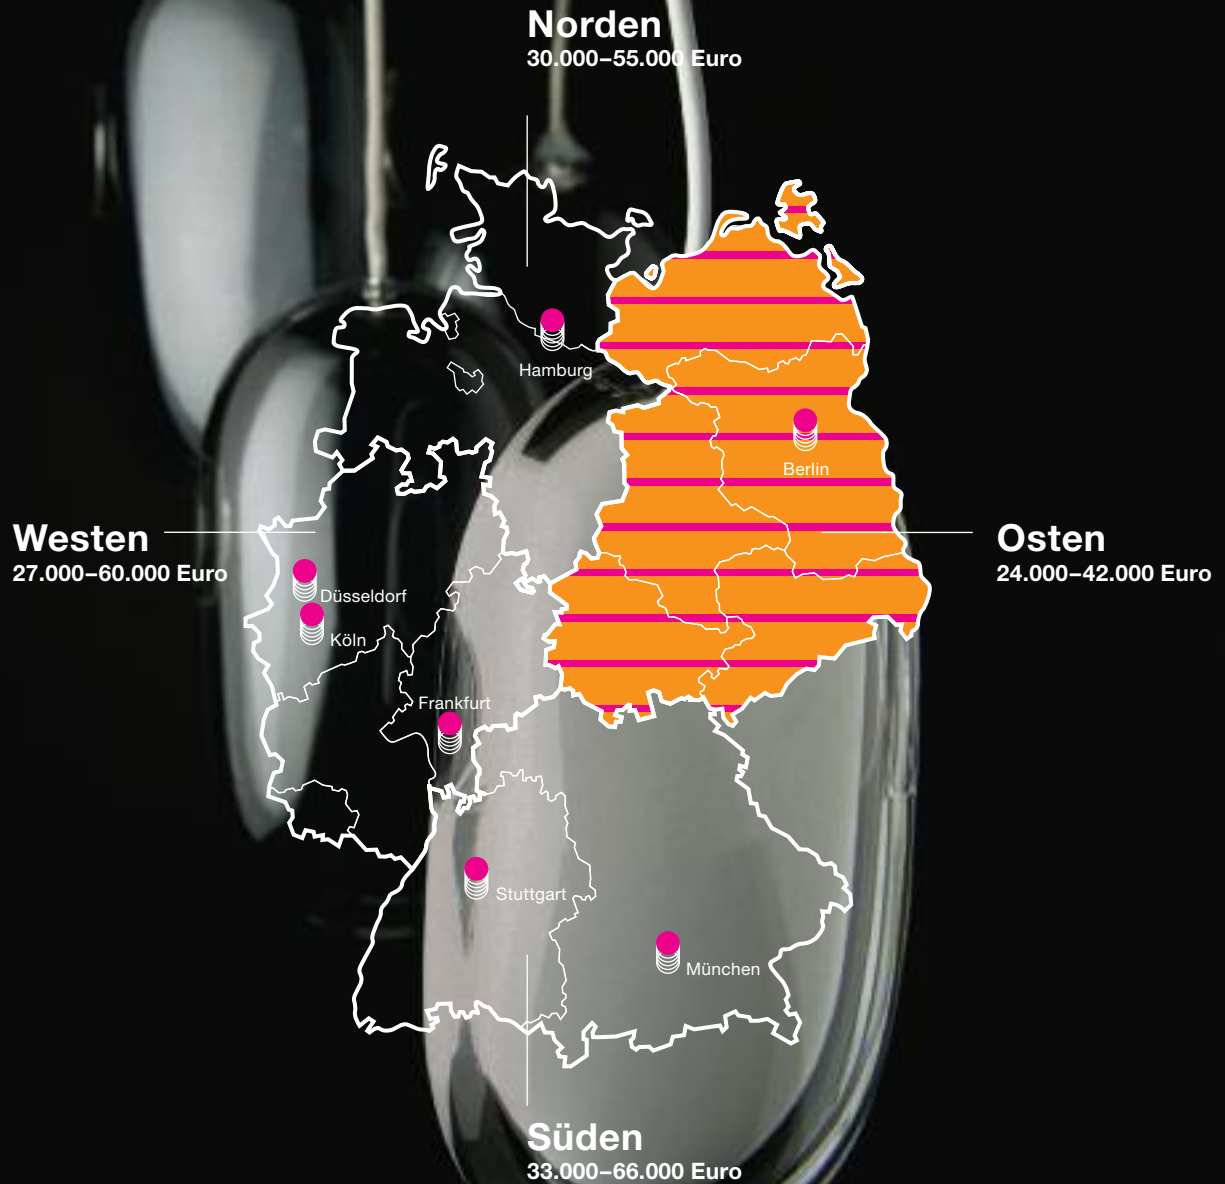 Norden
30.000–55.000 Euro
Hamburg
Berlin
Westen
27.000–60.000 Euro
Osten
24.000–42.000 Euro
Düsseldorf
Köln
Frankfurt
Stuttgart
München
Süden
33.000–66.000 Euro